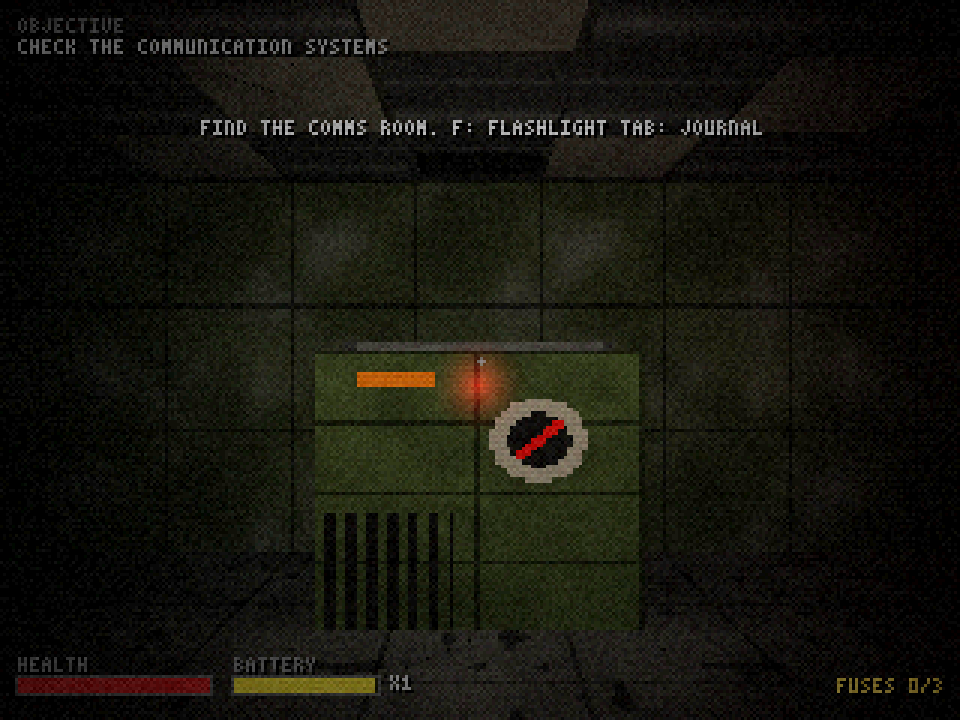 OBJECTIVE
CHECK THE COMMUNICATION SYSTEMS
FIND THE COMMS ROOM. F: FLASHLIGHT TAB: JOURNAL
HEALTH
BATTERY
X1
FUSES 0/3